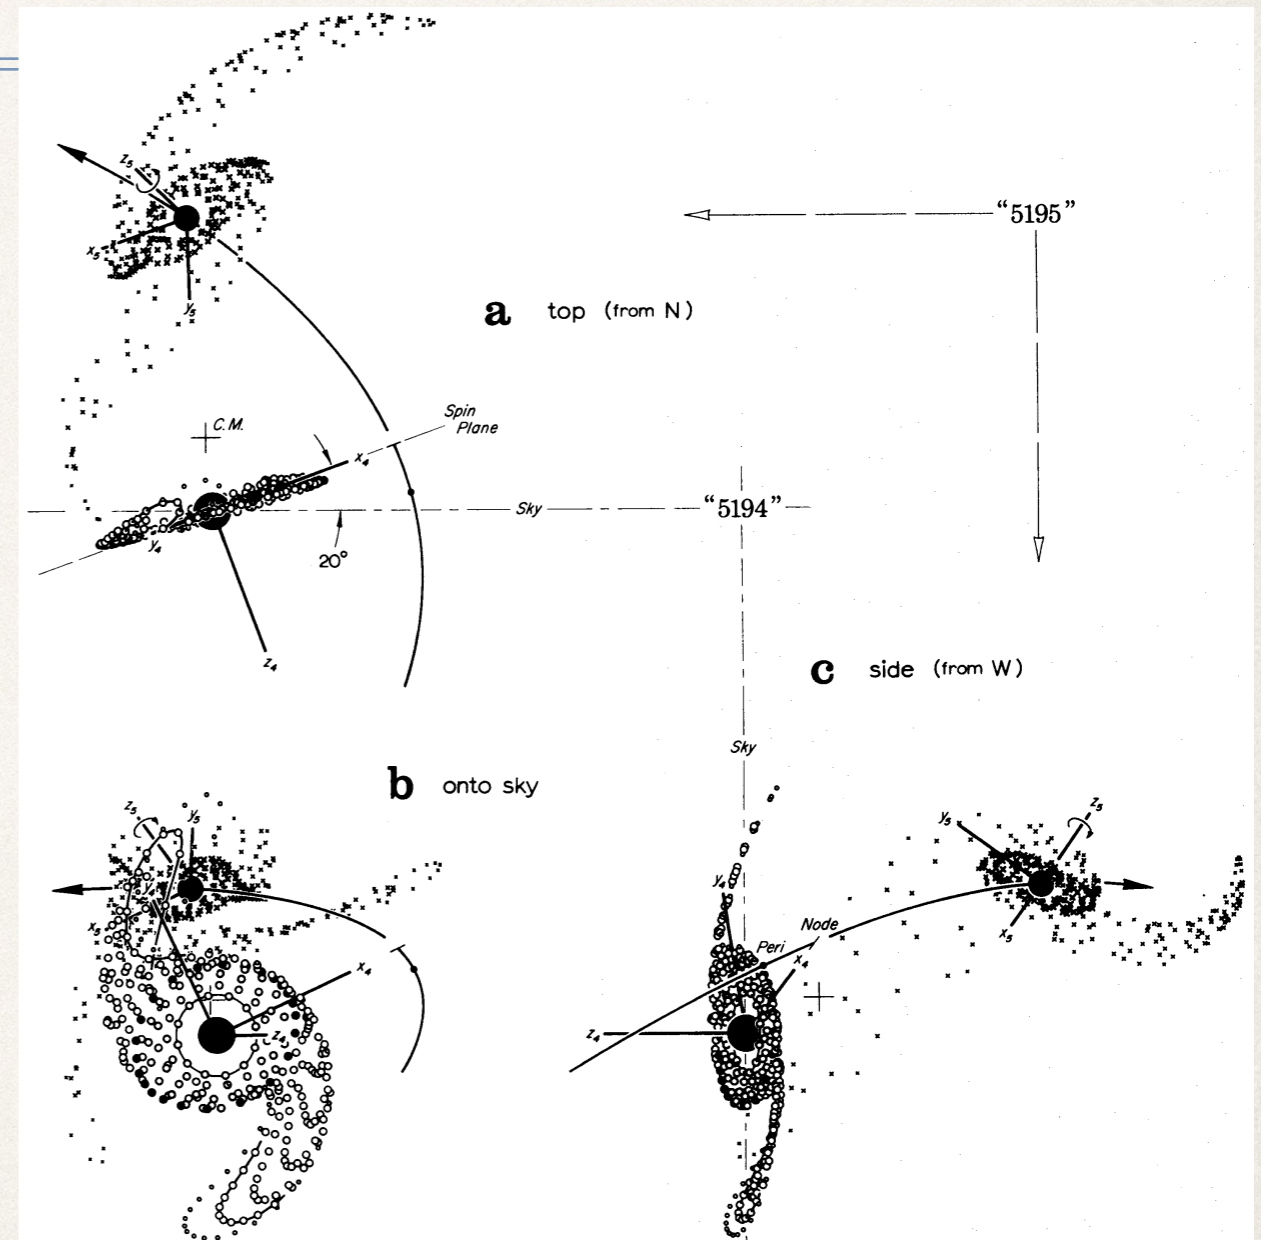 z5
"5195"
x5
y5
a top (from N)
C.M.
Spin
Plane
x4
Sky
"5194"
y4
20°
z4
c side (from W)
Sky
b onto sky
z5
y5
y4
x5
x4
z4
y5
z5
y4
Node
Peri
x5
x4
z4